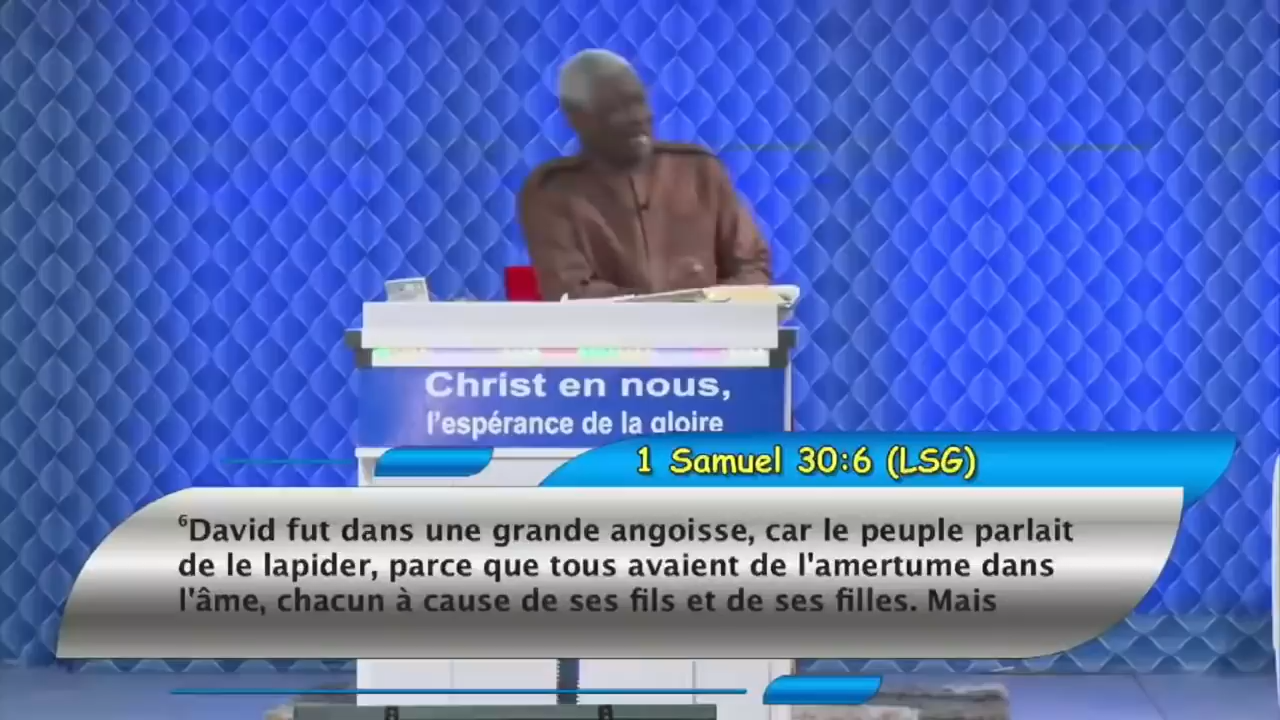 Christ en nous,
l'espérance de la gloire
1 Samuel 30:6 (LSG)
⁶David fut dans une grande angoisse, car le peuple parlait
de le lapider, parce que tous avaient de l'amertume dans
l'âme, chacun à cause de ses fils et de ses filles. Mais